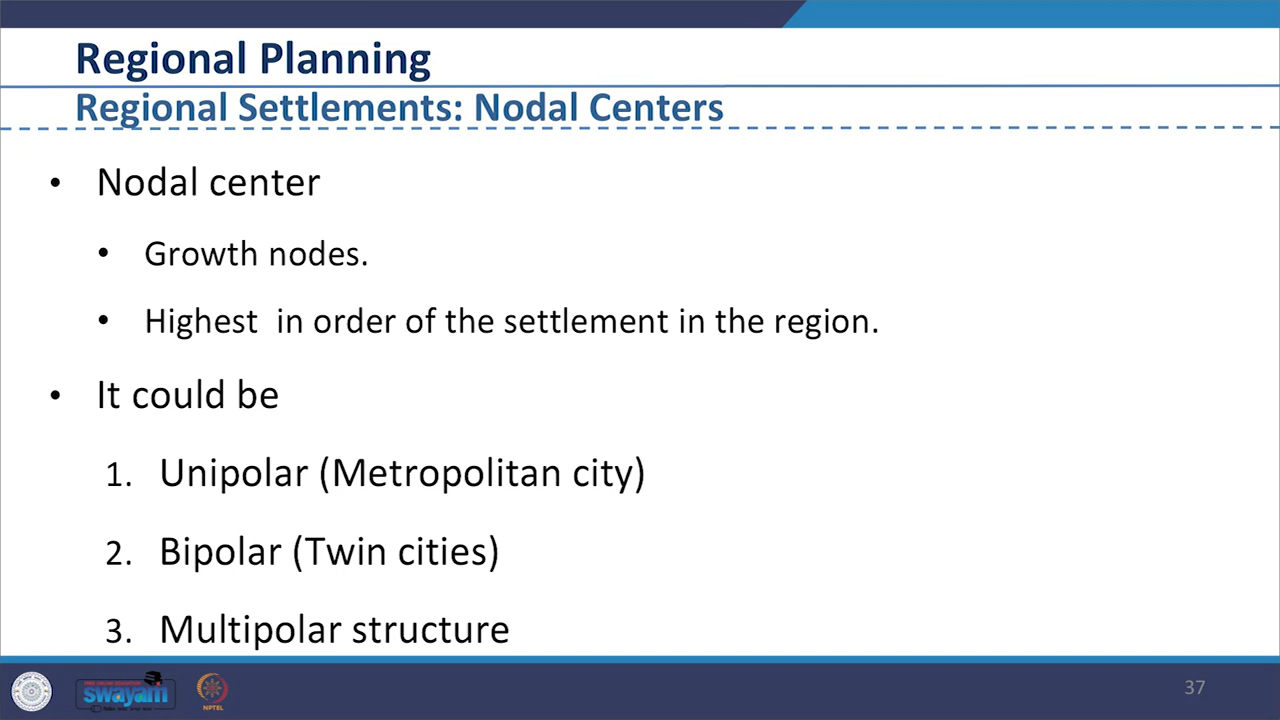 Regional Planning
Regional Settlements: Nodal Centers
• Nodal center
• Growth nodes.
• Highest in order of the settlement in the region.
• It could be
1. Unipolar (Metropolitan city)
2. Bipolar (Twin cities)
3. Multipolar structure
swayam
NPTEL
37